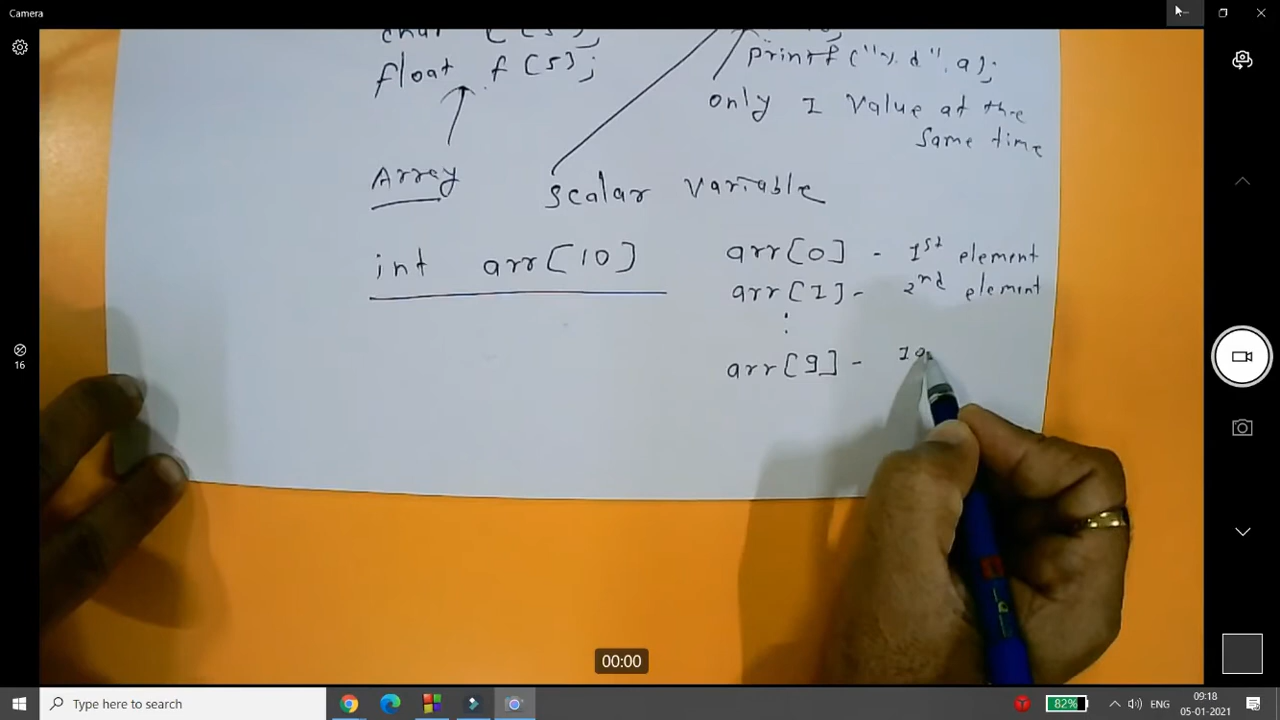 Camera
float f [5];
printf ("%d", a);
only 1 value at the
same time
Array
scalar variable
int arr[10]
arr[0] - 1st element
arr[1] - 2nd element
:
arr[9] - 10
16
00:00
Type here to search
82%
ENG
09:18
05-01-2021